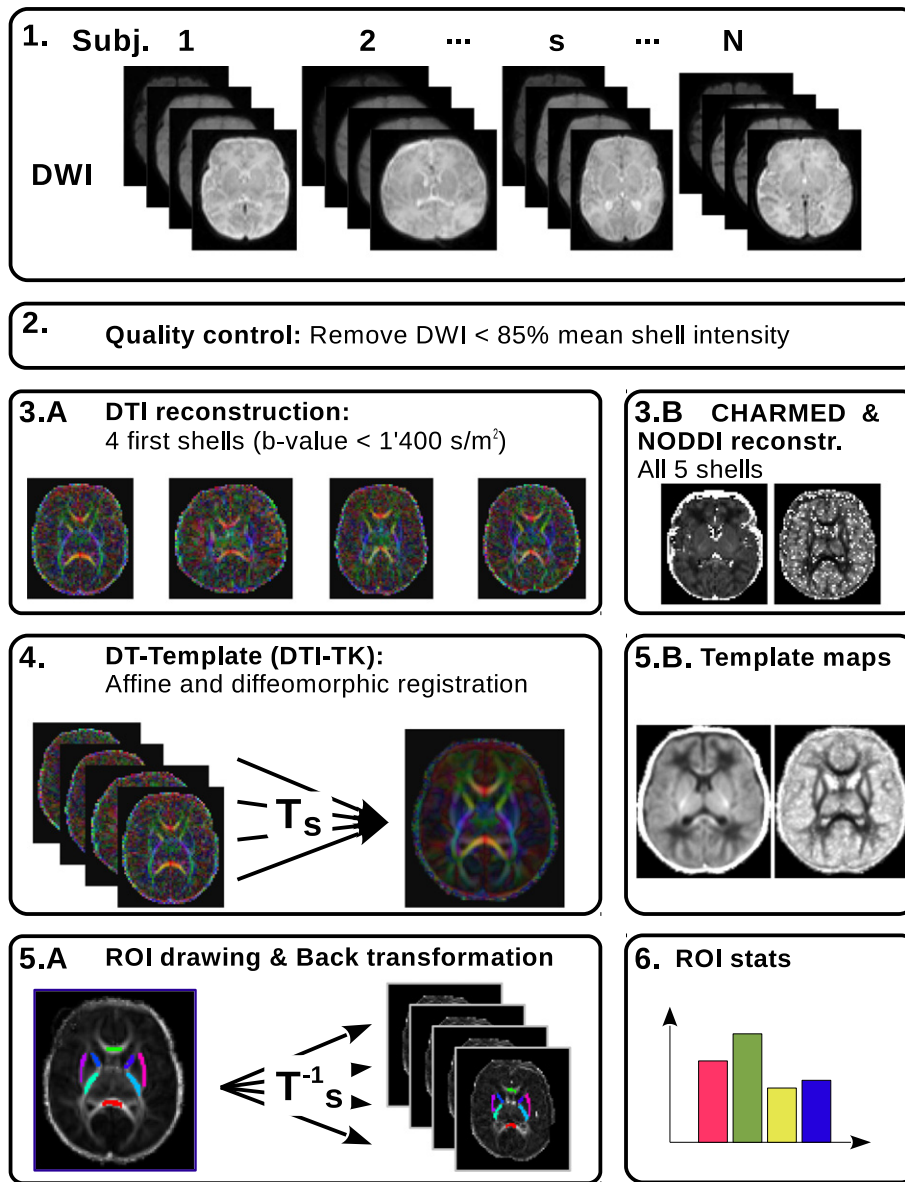 1. Subj. 1 2 ... s ... N
DWI
2. Quality control: Remove DWI < 85% mean shell intensity
3.A DTI reconstruction:
4 first shells (b-value < 1'400 s/m²)
3.B CHARMED &
NODDI reconstr.
All 5 shells
4. DT-Template (DTI-TK):
Affine and diffeomorphic registration
Ts
5.B. Template maps
5.A ROI drawing & Back transformation
T⁻¹s
6. ROI stats